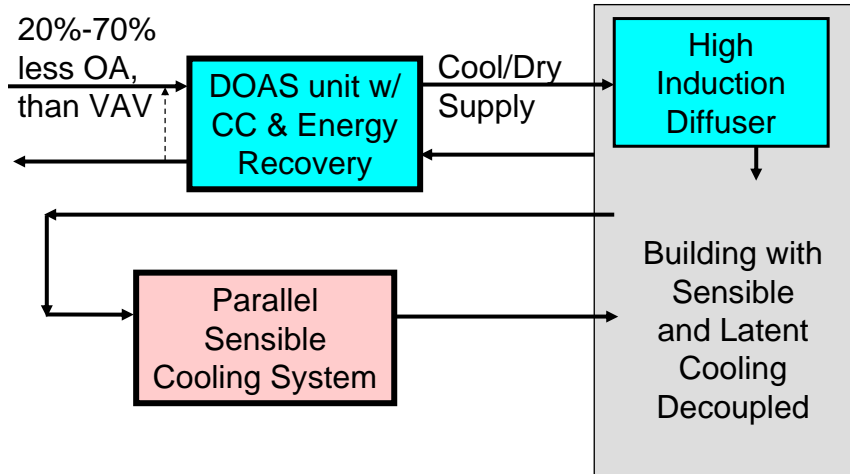 20%-70%
less OA,
than VAV
DOAS unit w/
CC & Energy
Recovery
Cool/Dry
Supply
High
Induction
Diffuser
Parallel
Sensible
Cooling System
Building with
Sensible
and Latent
Cooling
Decoupled